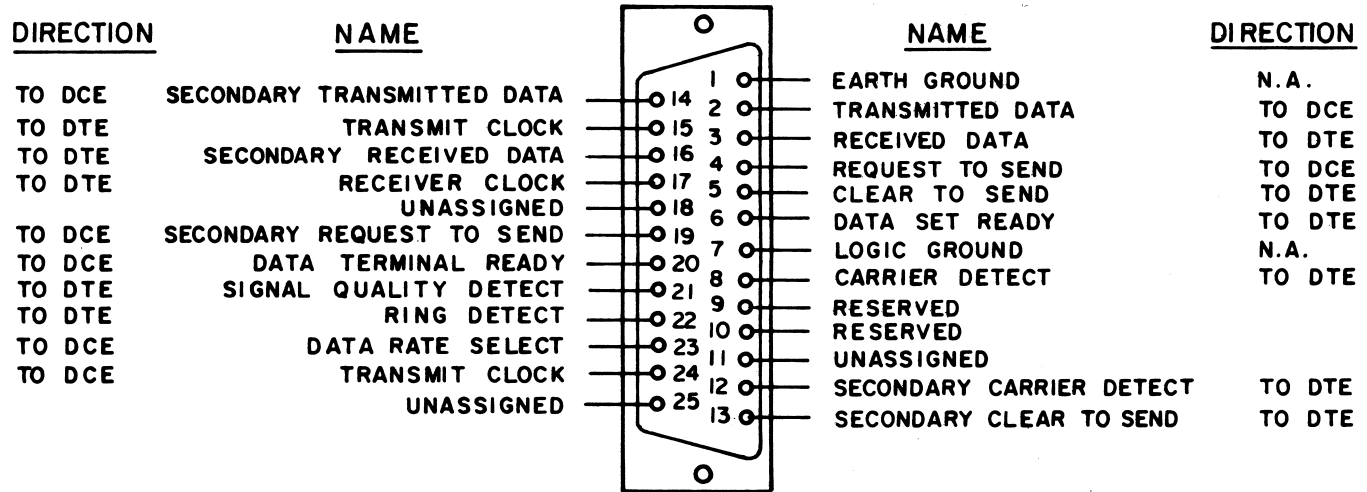 DIRECTION NAME
TO DCE SECONDARY TRANSMITTED DATA 14
TO DTE TRANSMIT CLOCK 15
TO DTE SECONDARY RECEIVED DATA 16
TO DTE RECEIVER CLOCK 17
UNASSIGNED 18
TO DCE SECONDARY REQUEST TO SEND 19
TO DCE DATA TERMINAL READY 20
TO DTE SIGNAL QUALITY DETECT 21
TO DTE RING DETECT 22
TO DCE DATA RATE SELECT 23
TO DCE TRANSMIT CLOCK 24
UNASSIGNED 25
NAME DIRECTION
1 EARTH GROUND N.A.
2 TRANSMITTED DATA TO DCE
3 RECEIVED DATA TO DTE
4 REQUEST TO SEND TO DCE
5 CLEAR TO SEND TO DTE
6 DATA SET READY TO DTE
7 LOGIC GROUND N.A.
8 CARRIER DETECT TO DTE
9 RESERVED
10 RESERVED
11 UNASSIGNED
12 SECONDARY CARRIER DETECT TO DTE
13 SECONDARY CLEAR TO SEND TO DTE